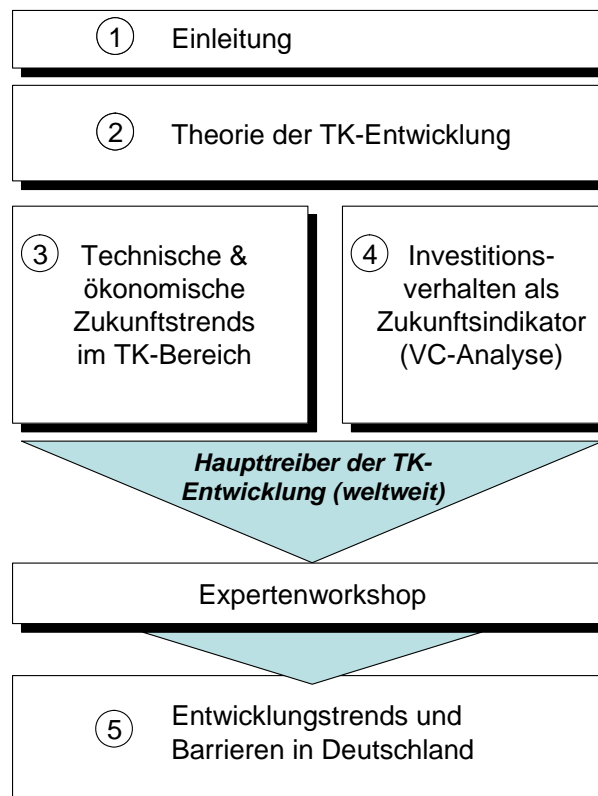 1 Einleitung
2 Theorie der TK-Entwicklung
3 Technische &
ökonomische
Zukunftstrends
im TK-Bereich
4 Investitions-
verhalten als
Zukunftsindikator
(VC-Analyse)
Haupttreiber der TK-
Entwicklung (weltweit)
Expertenworkshop
5 Entwicklungstrends und
Barrieren in Deutschland